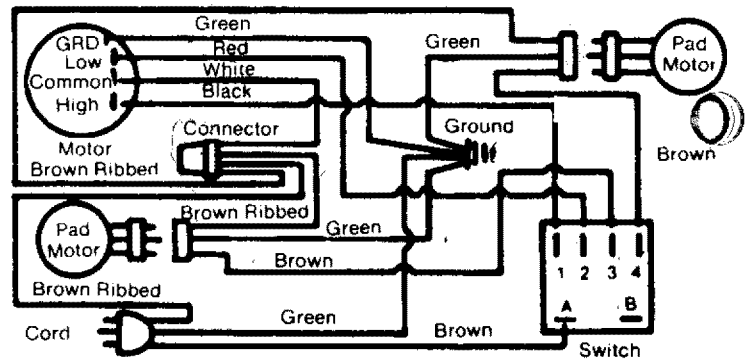 Green
GRD
Low
Common
High
Red
White
Black
Motor
Brown Ribbed
Connector
Green
Pad
Motor
Ground
Brown
Brown Ribbed
Pad
Motor
Green
Brown
Brown Ribbed
1 2 3 4
A B
Cord
Green
Brown
Switch